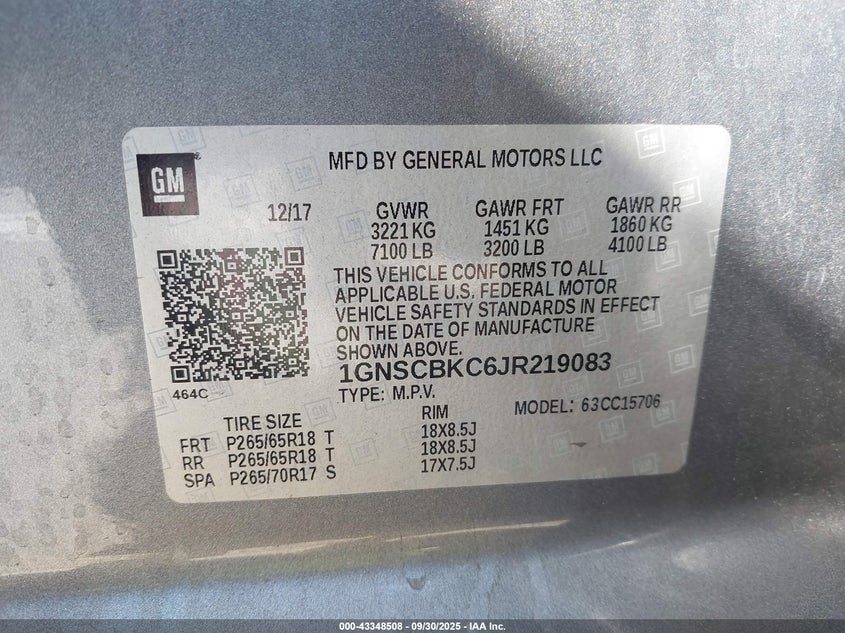 GM
MFD BY GENERAL MOTORS LLC
12/17
GVWR GAWR FRT GAWR RR
3221 KG 1451 KG 1860 KG
7100 LB 3200 LB 4100 LB
THIS VEHICLE CONFORMS TO ALL
APPLICABLE U.S. FEDERAL MOTOR
VEHICLE SAFETY STANDARDS IN EFFECT
ON THE DATE OF MANUFACTURE
SHOWN ABOVE.
1GNSCBKC6JR219083
464C
TYPE: M.P.V.
MODEL: 63CC15706
TIRE SIZE RIM
FRT P265/65R18 T 18X8.5J
RR P265/65R18 T 18X8.5J
SPA P265/70R17 S 17X7.5J
000-43348508 - 09/30/2025 - IAA Inc.